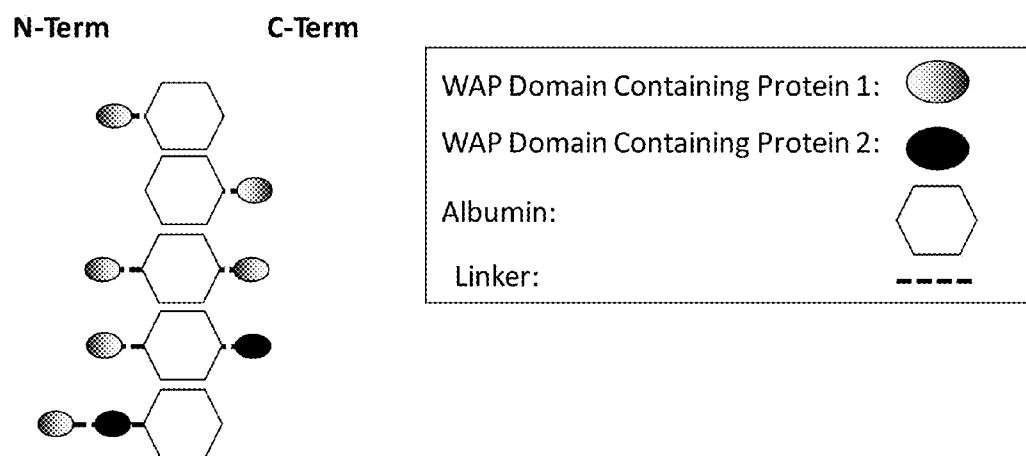 N-Term C-Term
WAP Domain Containing Protein 1:
WAP Domain Containing Protein 2:
Albumin:
Linker: